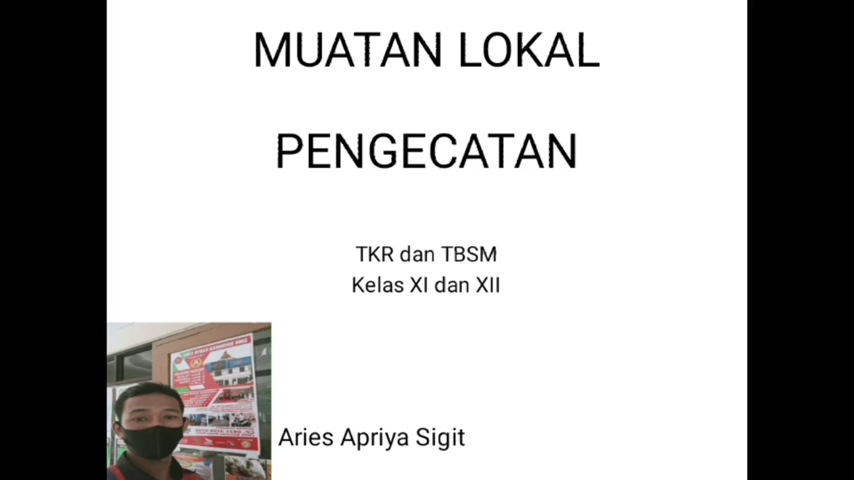 MUATAN LOKAL
PENGECATAN
TKR dan TBSM
Kelas XI dan XII
Aries Apriya Sigit